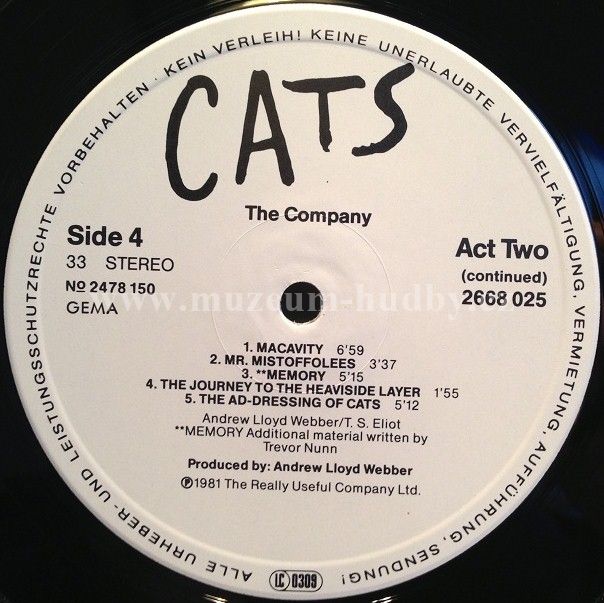 ALLE URHEBER- UND LEISTUNGSSCHUTZRECHTE VORBEHALTEN · KEIN VERLEIH! KEINE UNERLAUBTE VERVIELFÄLTIGUNG, VERMIETUNG, AUFFÜHRUNG, SENDUNG!
CATS
The Company
Side 4
33 STEREO
Nº 2478 150
GEMA
Act Two
(continued)
2668 025
www.muzeum-hudby.
1. MACAVITY 6'59
2. MR. MISTOFFOLEES 3'37
3. **MEMORY 5'15
4. THE JOURNEY TO THE HEAVISIDE LAYER 1'55
5. THE AD-DRESSING OF CATS 5'12
Andrew Lloyd Webber/T. S. Eliot
**MEMORY Additional material written by
Trevor Nunn
Produced by: Andrew Lloyd Webber
℗1981 The Really Useful Company Ltd.
LC 0309